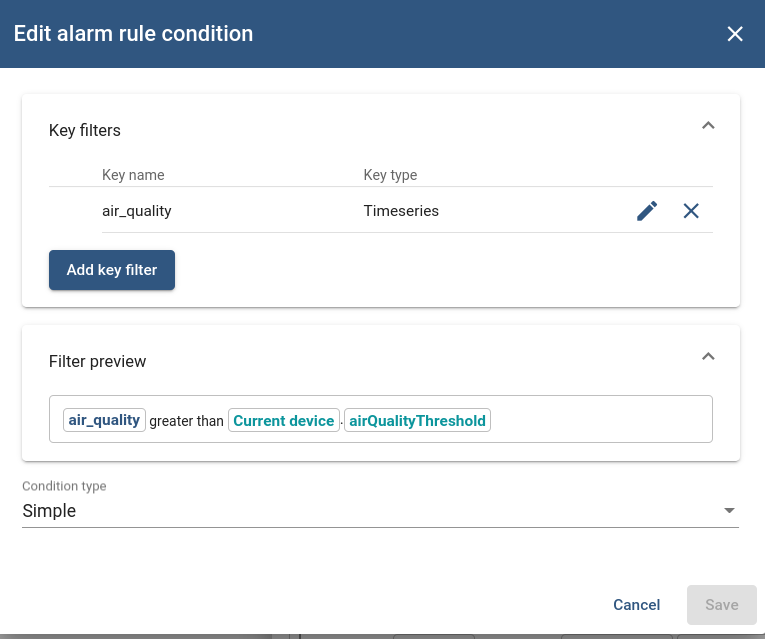 Edit alarm rule condition
Key filters
Key name Key type
air_quality Timeseries
Add key filter
Filter preview
air_quality greater than Current device.airQualityThreshold
Condition type
Simple
Cancel Save